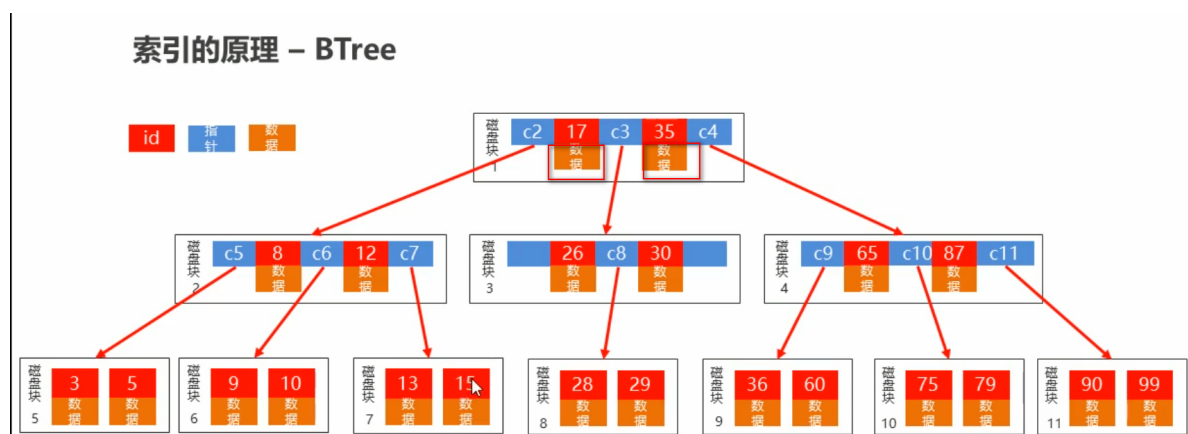 索引的原理 – BTree
id 指针 数据
磁盘块1 c2 17 c3 35 c4
数据 数据
磁盘块2 c5 8 c6 12 c7
数据 数据
磁盘块3 26 c8 30
数据 数据
磁盘块4 c9 65 c10 87 c11
数据 数据
磁盘块5 3 5
数据 数据
磁盘块6 9 10
数据 数据
磁盘块7 13 15
数据 数据
磁盘块8 28 29
数据 数据
磁盘块9 36 60
数据 数据
磁盘块10 75 79
数据 数据
磁盘块11 90 99
数据 数据